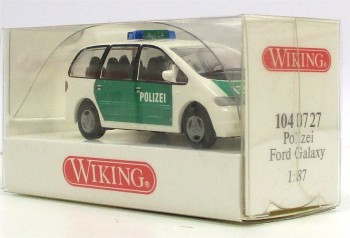 WIKING®
104 07 27
Polizei
Ford Galaxy
1:87
POLIZEI
WIKING®